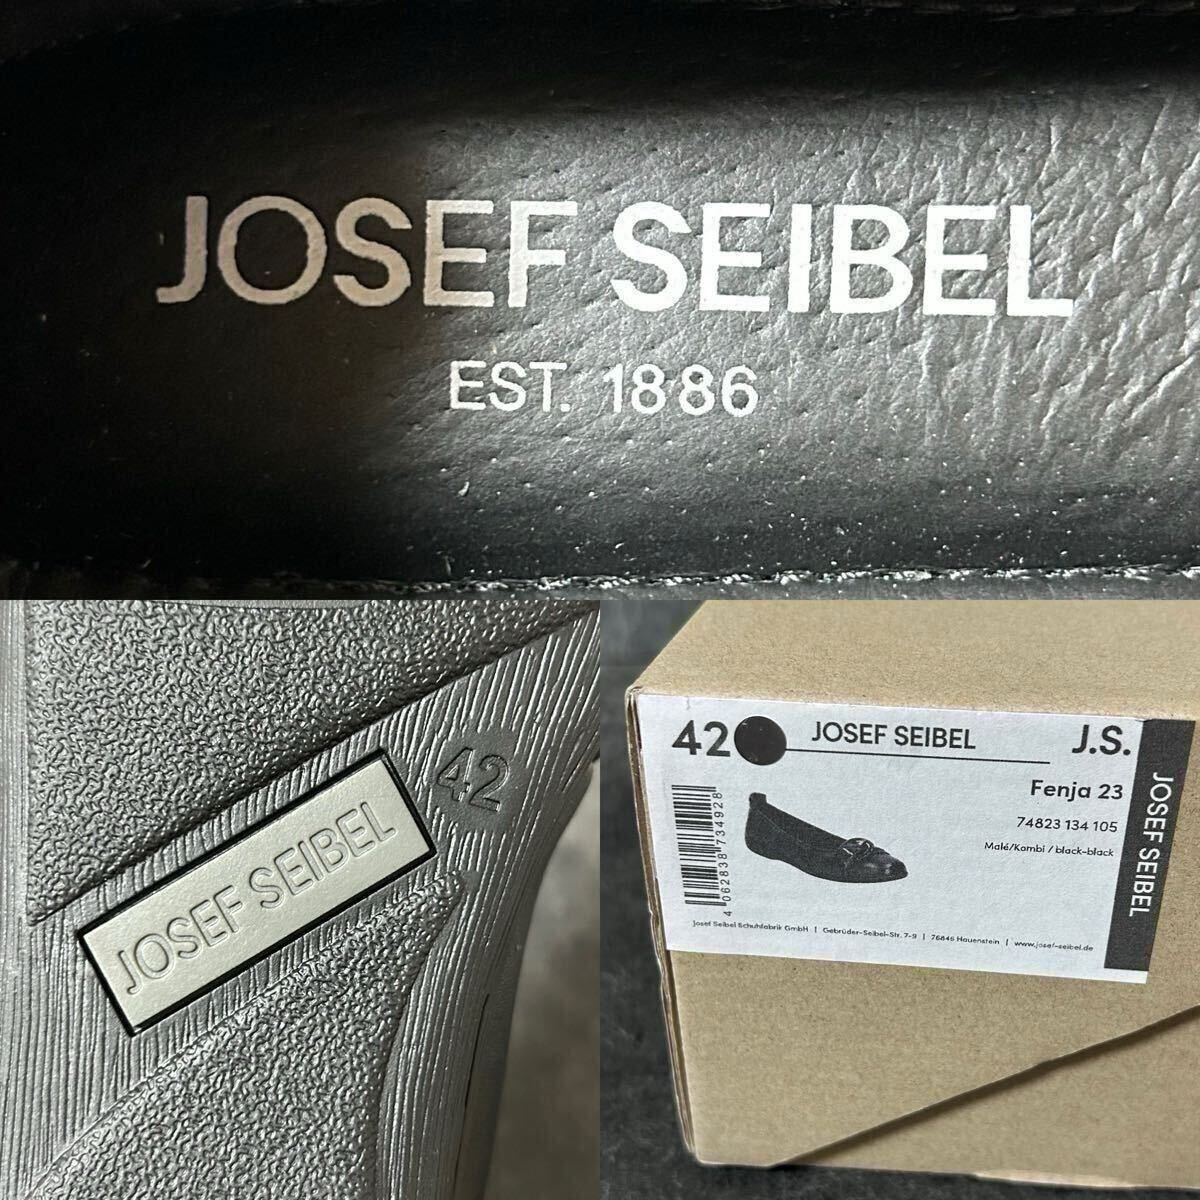 JOSEF SEIBEL
EST. 1886
42
JOSEF SEIBEL
42 JOSEF SEIBEL J.S.
Fenja 23
74823 134 105
Malé/Kombi / black-black
4 062838 734928
Josef Seibel Schuhfabrik GmbH | Gebrüder-Seibel-Str. 7-9 | 76846 Hauenstein | www.josef-seibel.de
JOSEF SEIBEL